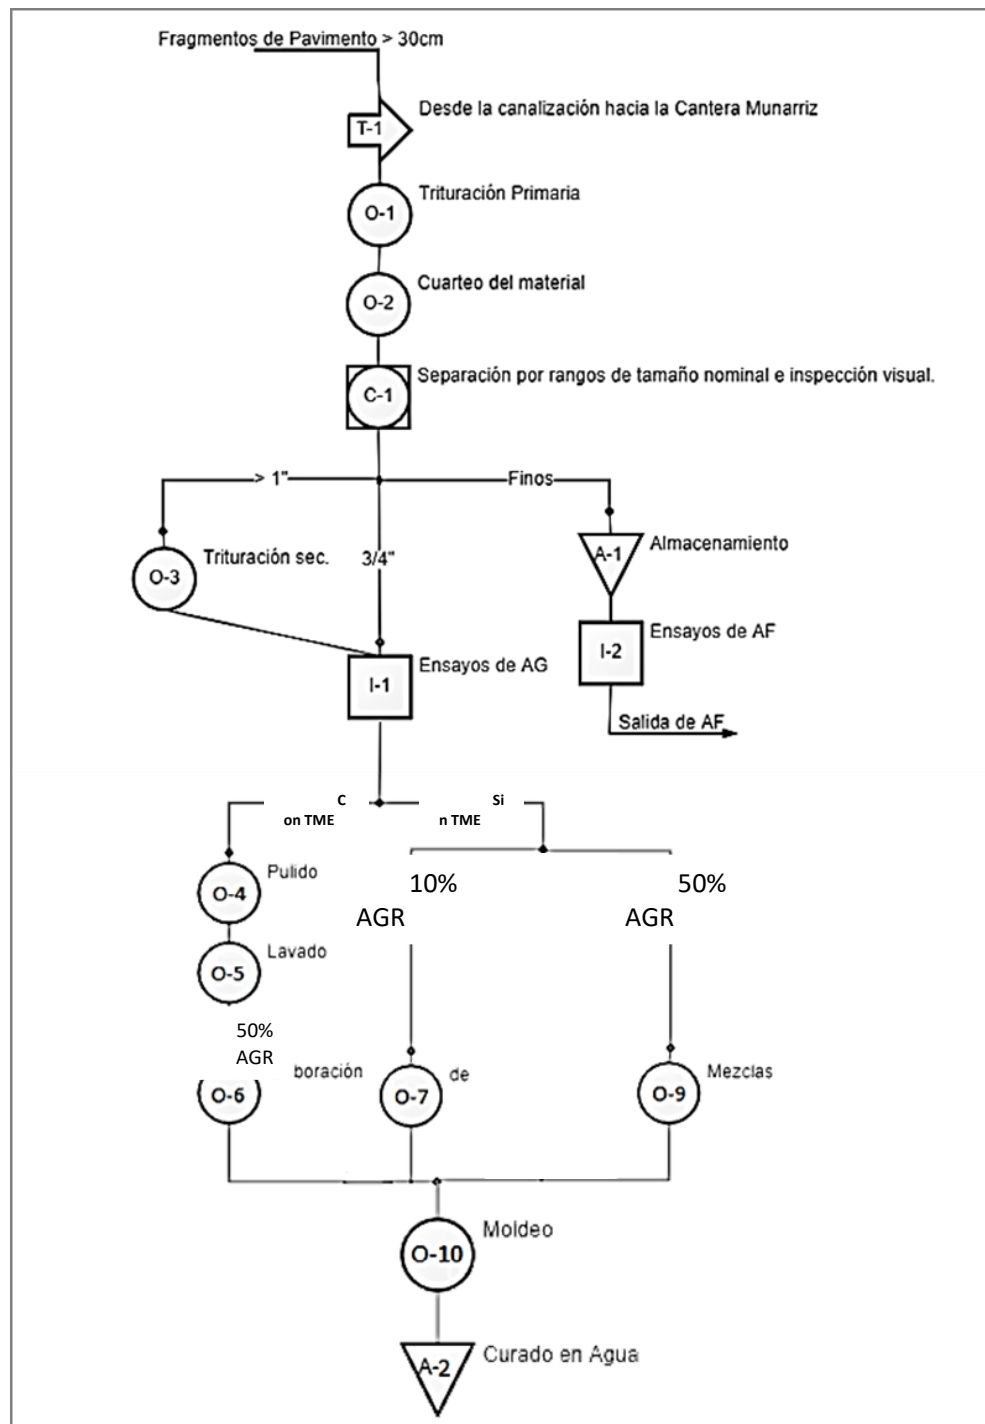 Fragmentos de Pavimento > 30cm
T-1
Desde la canalización hacia la Cantera Munarriz
O-1
Trituración Primaria
O-2
Cuarteo del material
C-1
Separación por rangos de tamaño nominal e inspección visual.
> 1"
Finos
O-3
Trituración sec.
3/4"
A-1
Almacenamiento
I-1
Ensayos de AG
I-2
Ensayos de AF
Salida de AF
C
on TME
Si
n TME
O-4
Pulido
O-5
Lavado
10%
AGR
50%
AGR
50%
AGR
O-6
boración
O-7
de
O-9
Mezclas
O-10
Moldeo
A-2
Curado en Agua